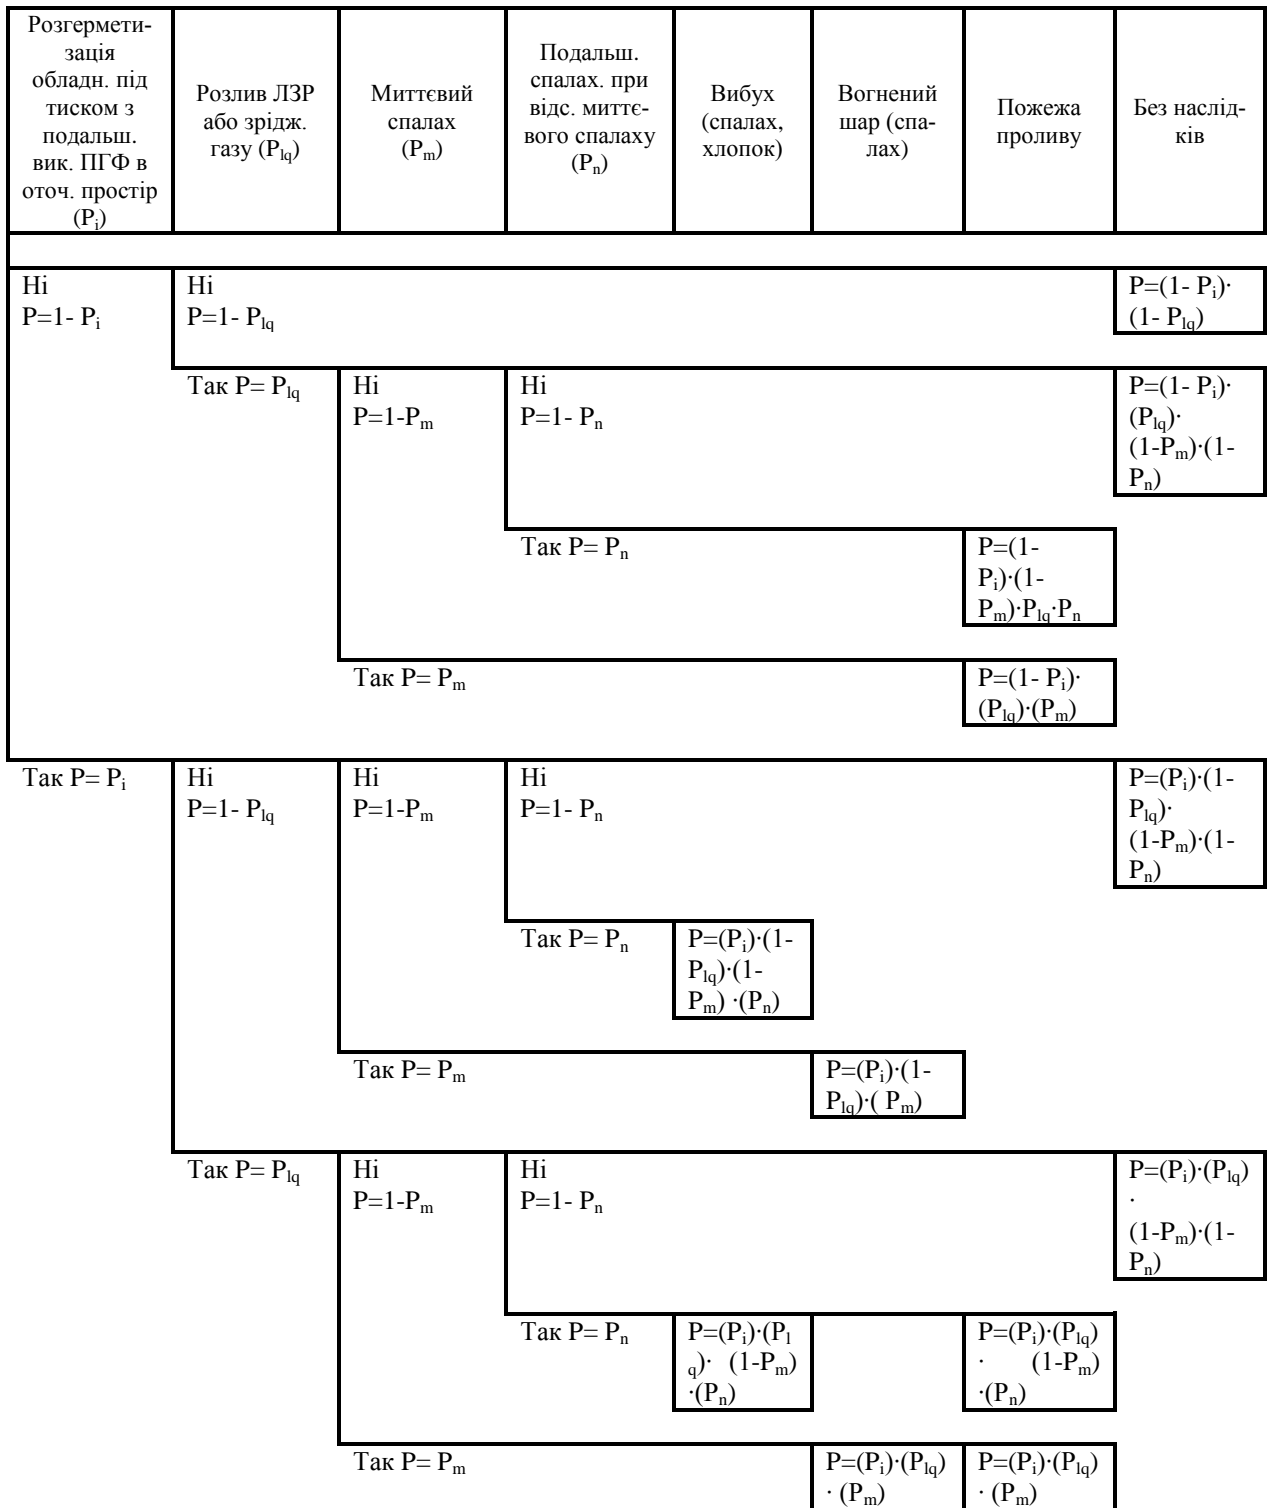 Розгермети-
зація
обладн. під
тиском з
подальш.
вик. ПГФ в
оточ. простір
(Pi)
Розлив ЛЗР
або зрідж.
газу (Plq)
Миттєвий
спалах
(Pm)
Подальш.
спалах. при
відс. миттє-
вого спалаху
(Pn)
Вибух
(спалах,
хлопок)
Вогнений
шар (спа-
лах)
Пожежа
проливу
Без наслід-
ків
Ні
P=1- Pi
Ні
P=1- Plq
P=(1- Pi)·
(1- Plq)
Так P= Plq
Ні
P=1-Pm
Ні
P=1- Pn
P=(1- Pi)·
(Plq)·
(1-Pm)·(1-
Pn)
Так P= Pn
P=(1-
Pi)·(1-
Pm)·Plq·Pn
Так P= Pm
P=(1- Pi)·
(Plq)·(Pm)
Так P= Pi
Ні
P=1- Plq
Ні
P=1-Pm
Ні
P=1- Pn
P=(Pi)·(1-
Plq)·
(1-Pm)·(1-
Pn)
Так P= Pn
P=(Pi)·(1-
Plq)·(1-
Pm) ·(Pn)
Так P= Pm
P=(Pi)·(1-
Plq)·( Pm)
Так P= Plq
Ні
P=1-Pm
Ні
P=1- Pn
P=(Pi)·(Plq)
·
(1-Pm)·(1-
Pn)
Так P= Pn
P=(Pi)·(Pl
q)· (1-Pm)
·(Pn)
P=(Pi)·(Plq)
· (1-Pm)
·(Pn)
Так P= Pm
P=(Pi)·(Plq)
· (Pm)
P=(Pi)·(Plq)
· (Pm)